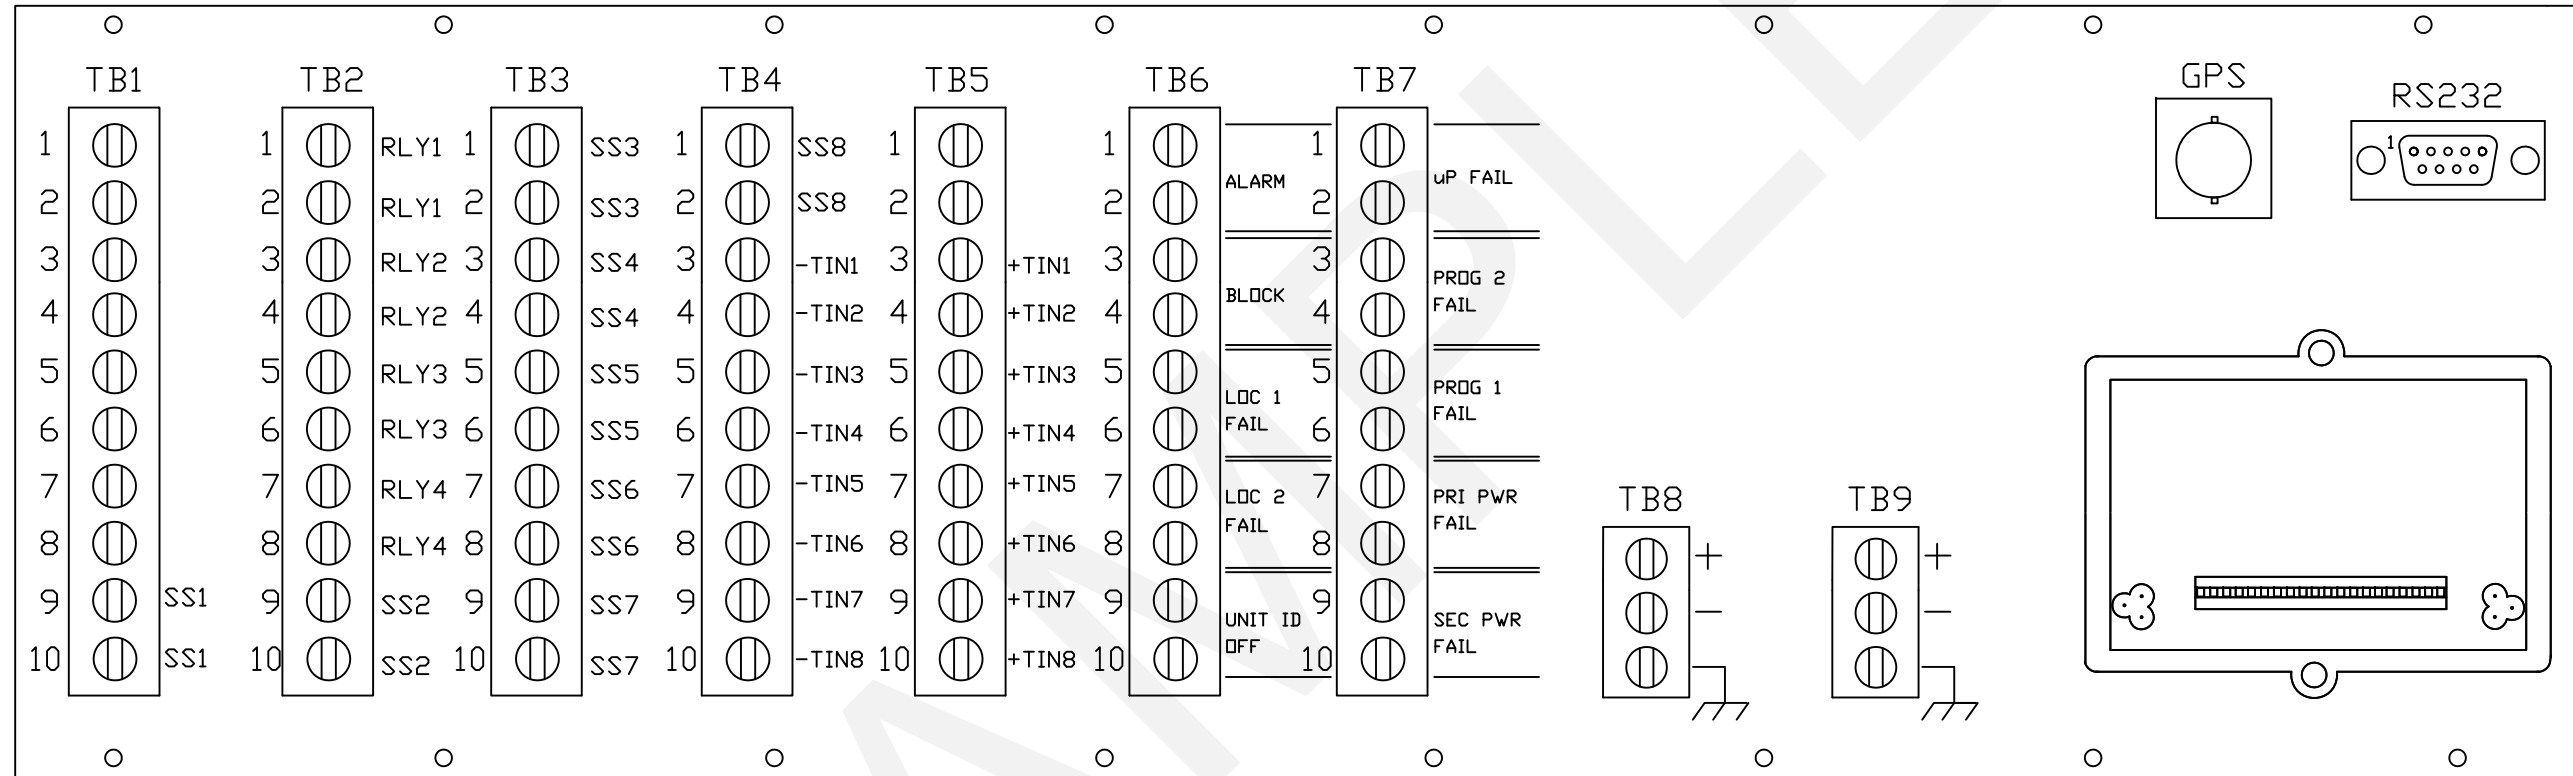 TB1 TB2 TB3 TB4 TB5 TB6 TB7 GPS RS232
1 1 RLY1 1 SS3 1 SS8 1 1 1 1
ALARM uP FAIL
2 2 RLY1 2 SS3 2 SS8 2 2 2
3 3 RLY2 3 SS4 3 -TIN1 3 +TIN1 3 3
BLOCK PROG 2 FAIL
4 4 RLY2 4 SS4 4 -TIN2 4 +TIN2 4 4
5 5 RLY3 5 SS5 5 -TIN3 5 +TIN3 5 5
LOC 1 FAIL PROG 1 FAIL
6 6 RLY3 6 SS5 6 -TIN4 6 +TIN4 6 6
7 7 RLY4 7 SS6 7 -TIN5 7 +TIN5 7 7
LOC 2 FAIL PRI PWR FAIL
TB8 TB9
8 8 RLY4 8 SS6 8 -TIN6 8 +TIN6 8 8
+ +
9 SS1 9 SS2 9 SS7 9 -TIN7 9 +TIN7 9 9
- -
UNIT ID OFF SEC PWR FAIL
10 SS1 10 SS2 10 SS7 10 -TIN8 10 +TIN8 10 10